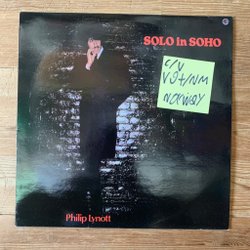 SOLO in SOHO
C/V
VG+/NM
NORWAY
Philip Lynott